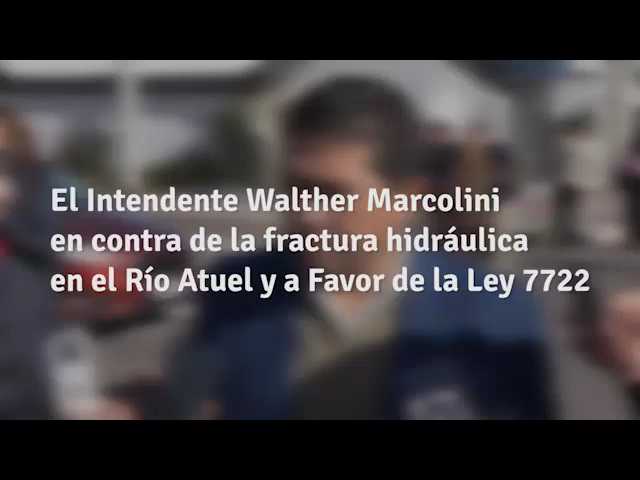 El Intendente Walther Marcolini
en contra de la fractura hidráulica
en el Río Atuel y a Favor de la Ley 7722